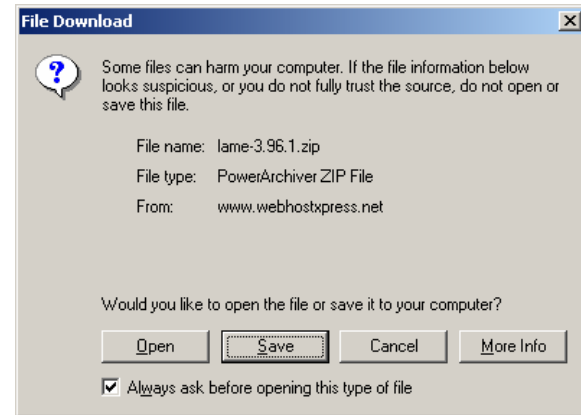 File Download
Some files can harm your computer. If the file information below
looks suspicious, or you do not fully trust the source, do not open or
save this file.
File name: lame-3.96.1.zip
File type: PowerArchiver ZIP File
From: www.webhostxpress.net
Would you like to open the file or save it to your computer?
Open Save Cancel More Info
Always ask before opening this type of file